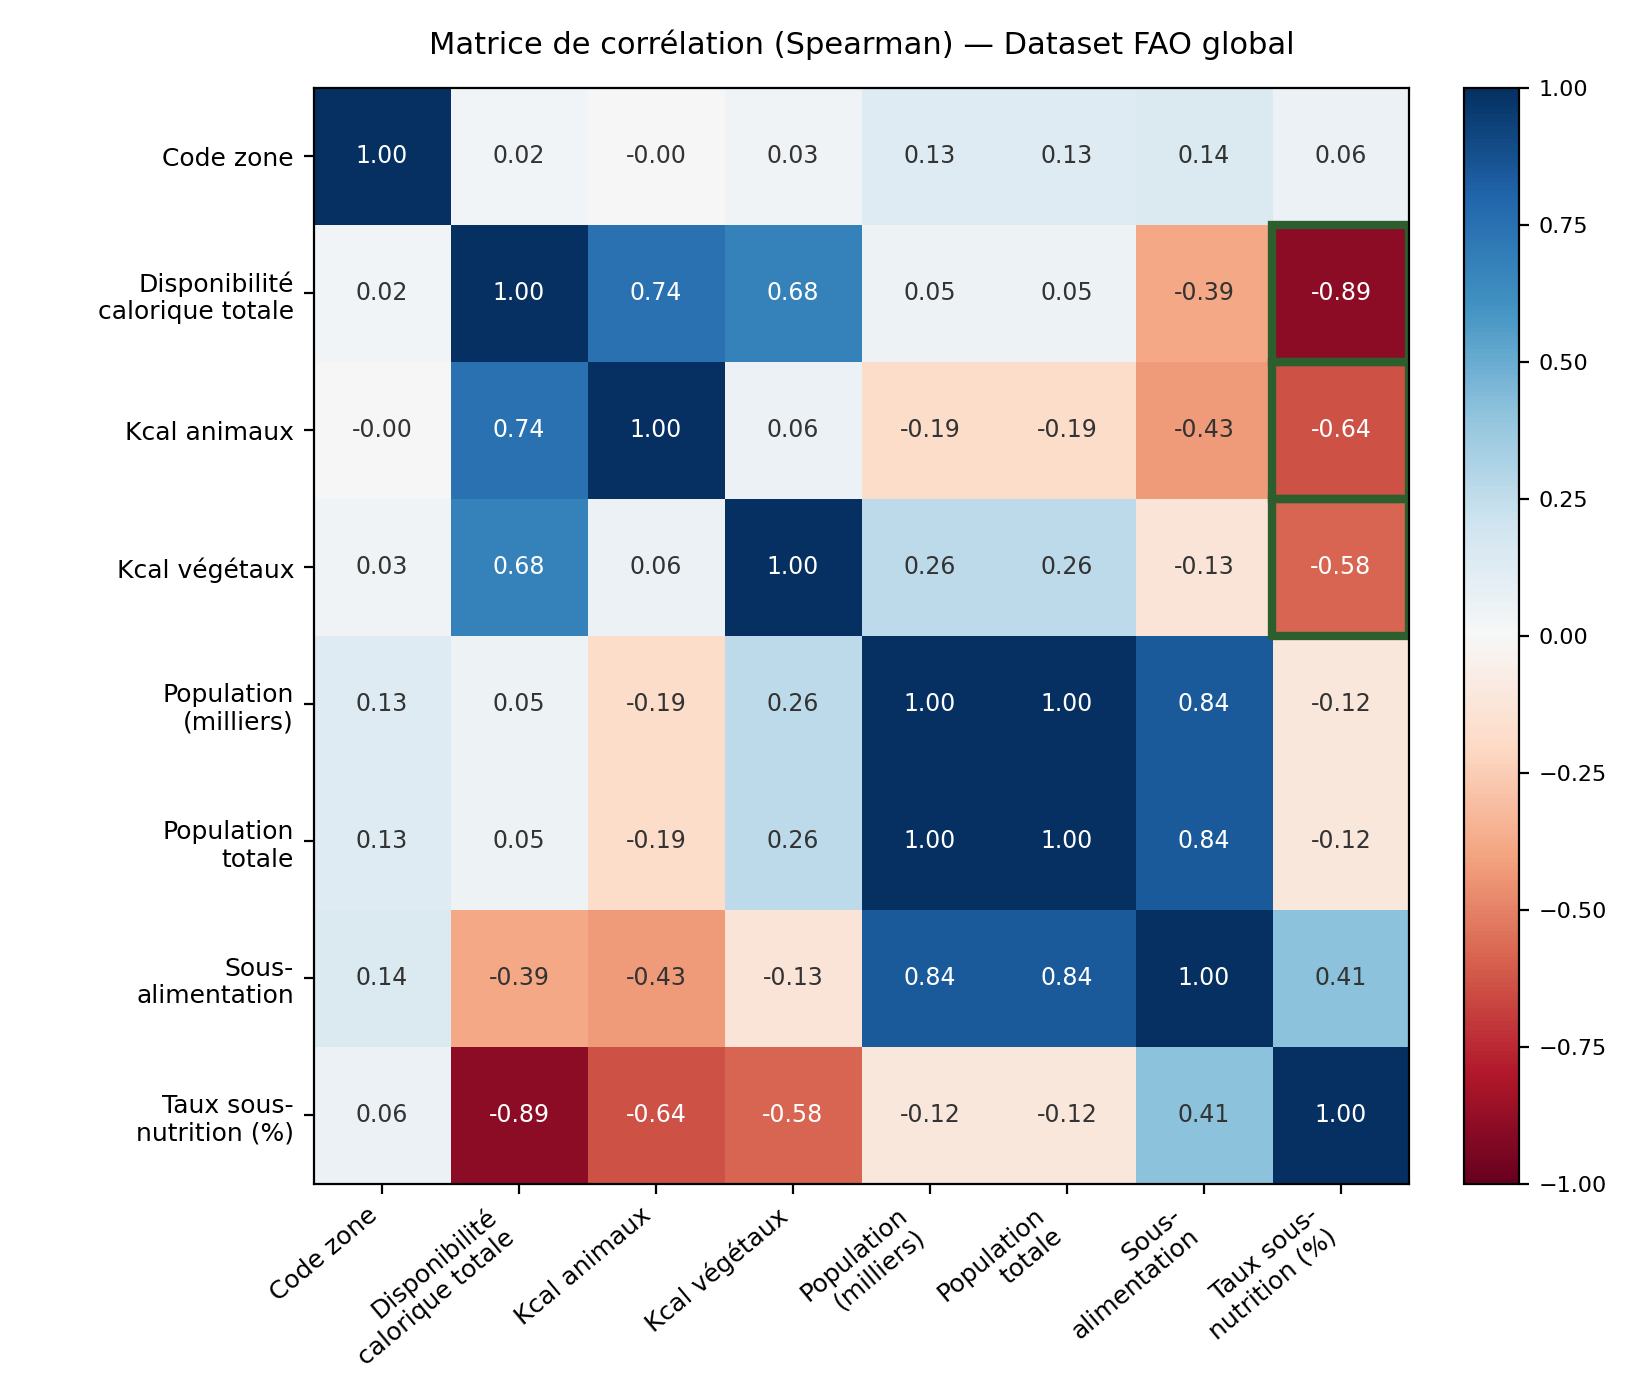 Matrice de corrélation (Spearman) — Dataset FAO global
Code zone
1.00 0.02 -0.00 0.03 0.13 0.13 0.14 0.06
Disponibilité
calorique totale
0.02 1.00 0.74 0.68 0.05 0.05 -0.39 -0.89
Kcal animaux
-0.00 0.74 1.00 0.06 -0.19 -0.19 -0.43 -0.64
Kcal végétaux
0.03 0.68 0.06 1.00 0.26 0.26 -0.13 -0.58
Population
(milliers)
0.13 0.05 -0.19 0.26 1.00 1.00 0.84 -0.12
Population
totale
0.13 0.05 -0.19 0.26 1.00 1.00 0.84 -0.12
Sous-
alimentation
0.14 -0.39 -0.43 -0.13 0.84 0.84 1.00 0.41
Taux sous-
nutrition (%)
0.06 -0.89 -0.64 -0.58 -0.12 -0.12 0.41 1.00
Code zone
Disponibilité
calorique totale
Kcal animaux
Kcal végétaux
Population
(milliers)
Population
totale
Sous-
alimentation
Taux sous-
nutrition (%)
1.00
0.75
0.50
0.25
0.00
−0.25
−0.50
−0.75
−1.00